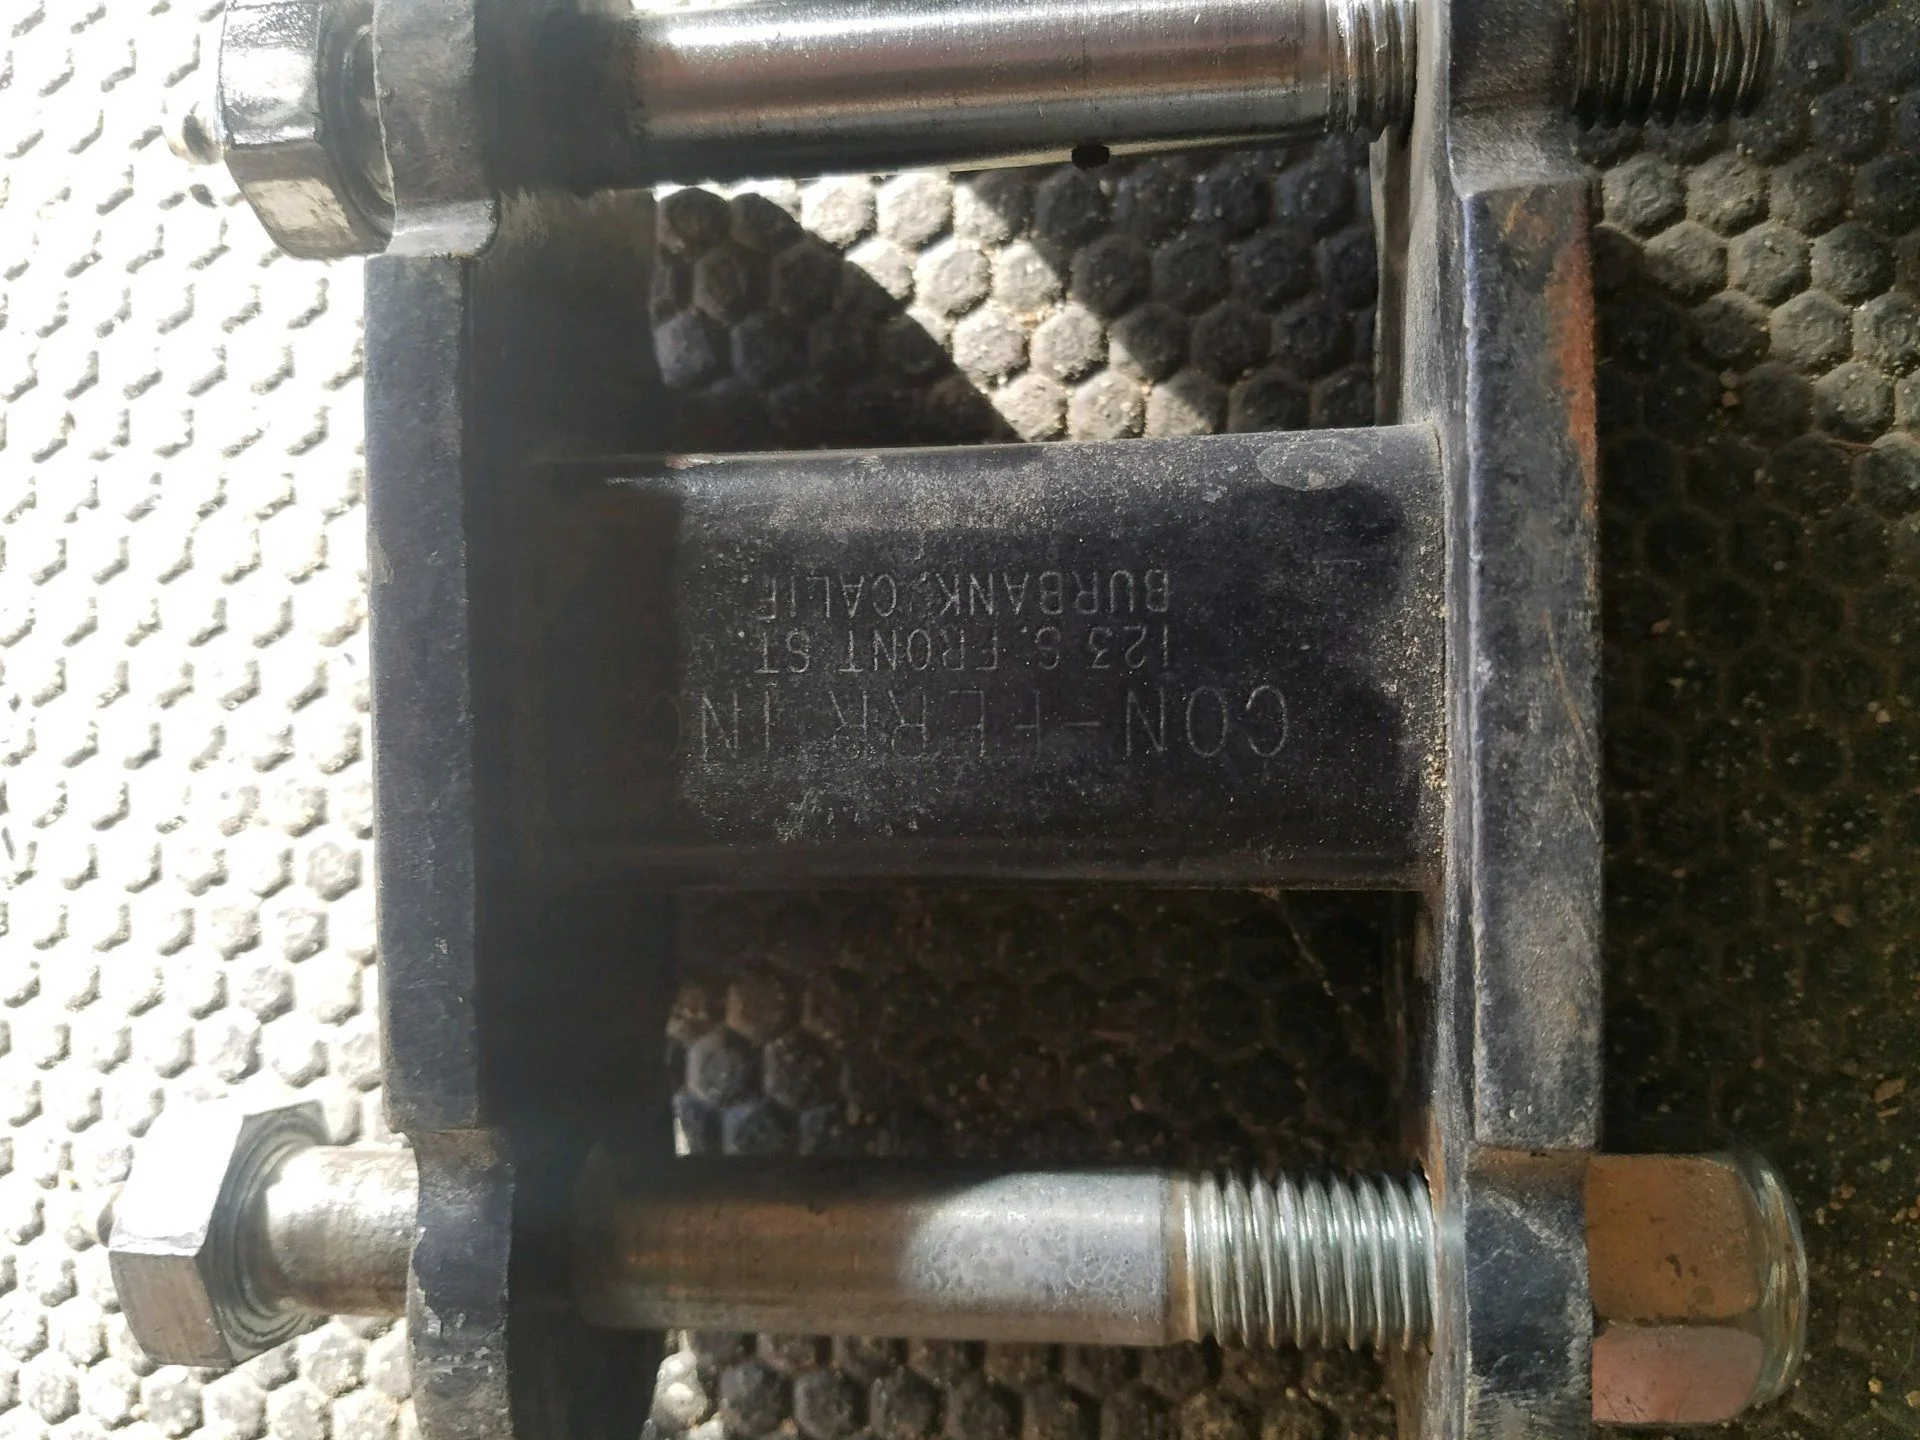 CON-FERR INC
123 S. FRONT ST.
BURBANK, CALIF